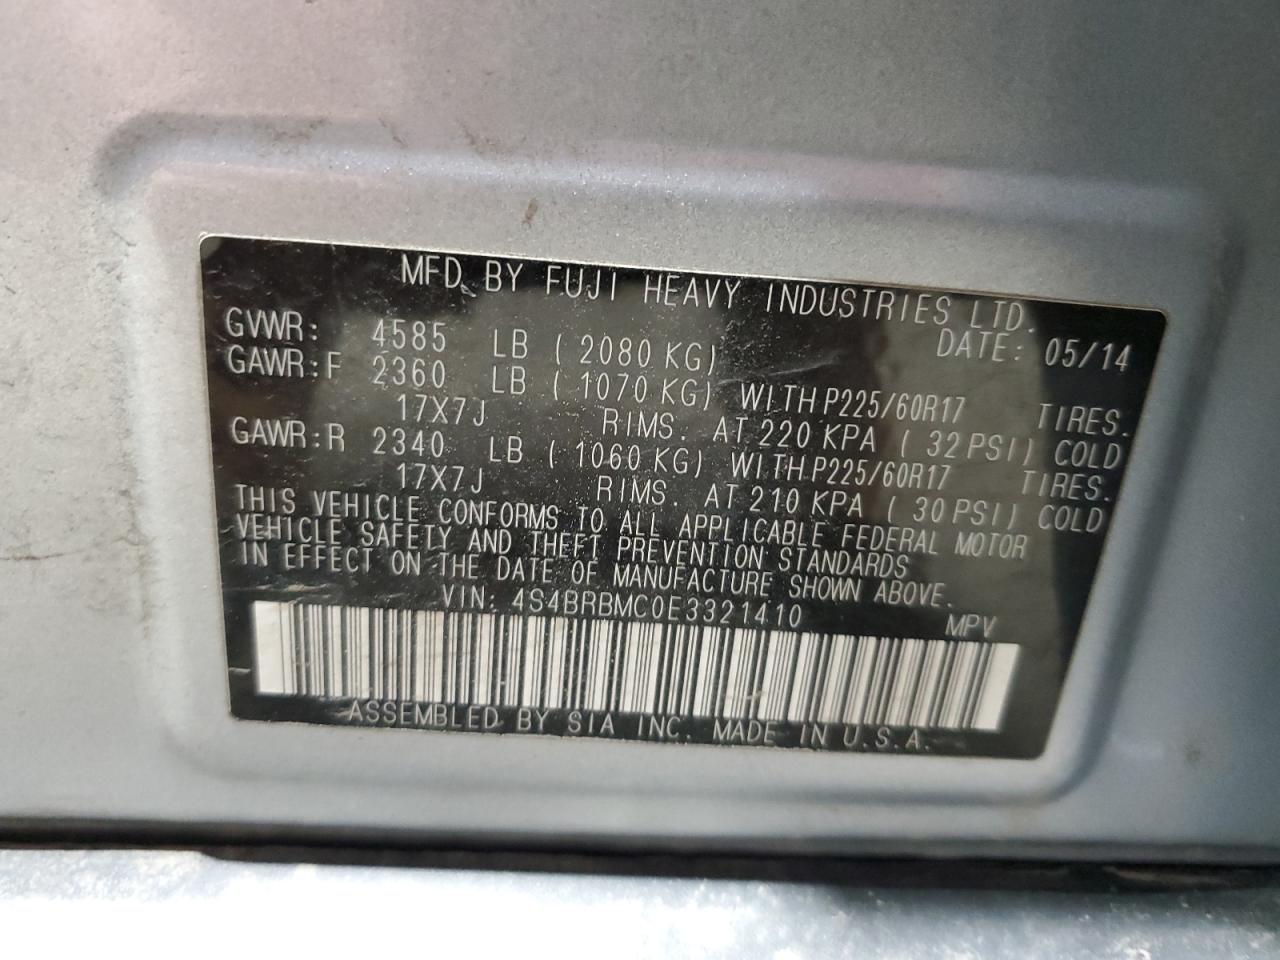 MFD. BY FUJI HEAVY INDUSTRIES LTD.
DATE: 05/14
GVWR: 4585 LB (2080 KG)
GAWR:F 2360 LB (1070 KG) WITH P225/60R17 TIRES.
17X7J RIMS. AT 220 KPA (32 PSI) COLD
GAWR:R 2340 LB (1060 KG) WITH P225/60R17 TIRES.
17X7J RIMS. AT 210 KPA (30 PSI) COLD
THIS VEHICLE CONFORMS TO ALL APPLICABLE FEDERAL MOTOR
VEHICLE SAFETY AND THEFT PREVENTION STANDARDS
IN EFFECT ON THE DATE OF MANUFACTURE SHOWN ABOVE.
VIN: 4S4BRBMC0E3321410 MPV
ASSEMBLED BY SIA INC. MADE IN U.S.A.